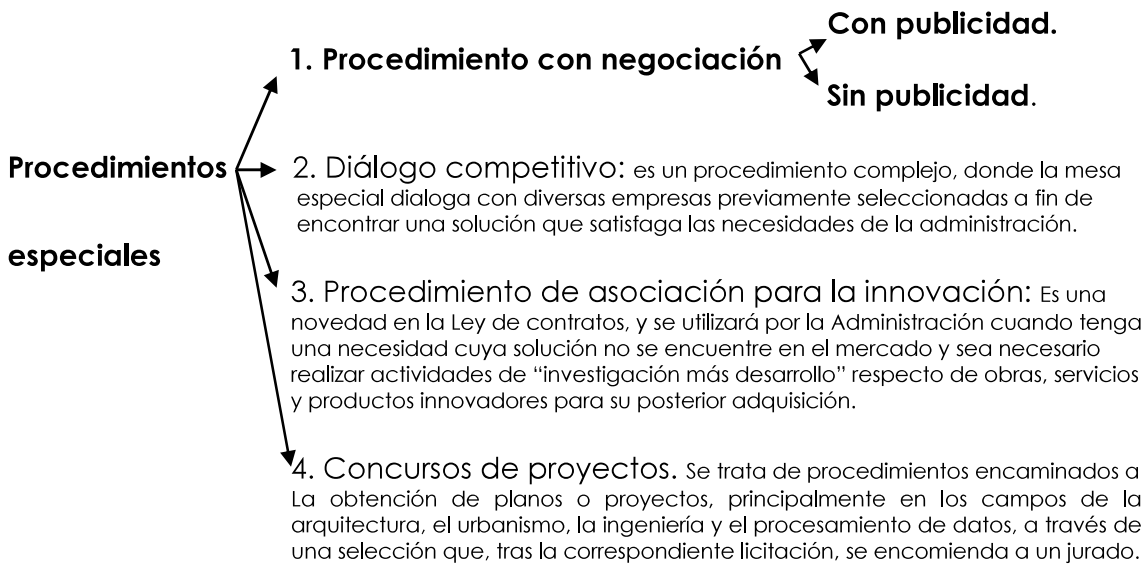 Procedimientos
especiales
1. Procedimiento con negociación
Con publicidad.
Sin publicidad.
2. Diálogo competitivo: es un procedimiento complejo, donde la mesa
especial dialoga con diversas empresas previamente seleccionadas a fin de
encontrar una solución que satisfaga las necesidades de la administración.
3. Procedimiento de asociación para la innovación: Es una
novedad en la Ley de contratos, y se utilizará por la Administración cuando tenga
una necesidad cuya solución no se encuentre en el mercado y sea necesario
realizar actividades de “investigación más desarrollo” respecto de obras, servicios
y productos innovadores para su posterior adquisición.
4. Concursos de proyectos. Se trata de procedimientos encaminados a
La obtención de planos o proyectos, principalmente en los campos de la
arquitectura, el urbanismo, la ingeniería y el procesamiento de datos, a través de
una selección que, tras la correspondiente licitación, se encomienda a un jurado.